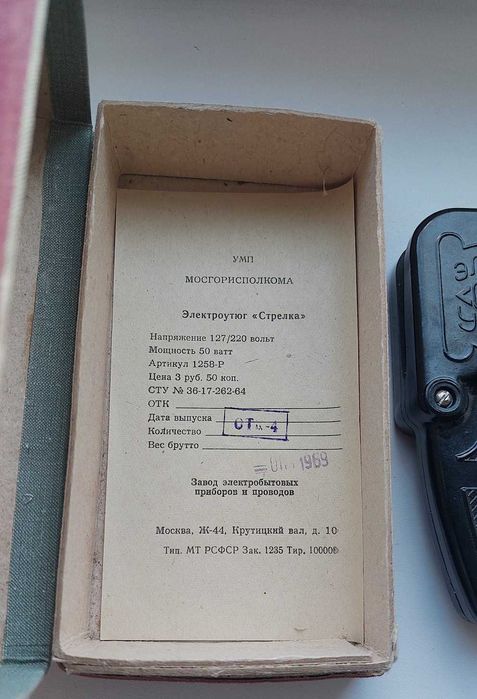 УМП
МОСГОРИСПОЛКОМА
Электроутюг «Стрелка»
Напряжение 127/220 вольт
Мощность 50 ватт
Артикул 1258-Р
Цена 3 руб. 50 коп.
СТУ № 36-17-262-64
ОТК
Дата выпуска
Количество
Вес брутто
1969
Завод электробытовых
приборов и проводов
Москва, Ж-44, Крутицкий вал, д. 10
Тип. МТ РСФСР Зак. 1235 Тир. 100000